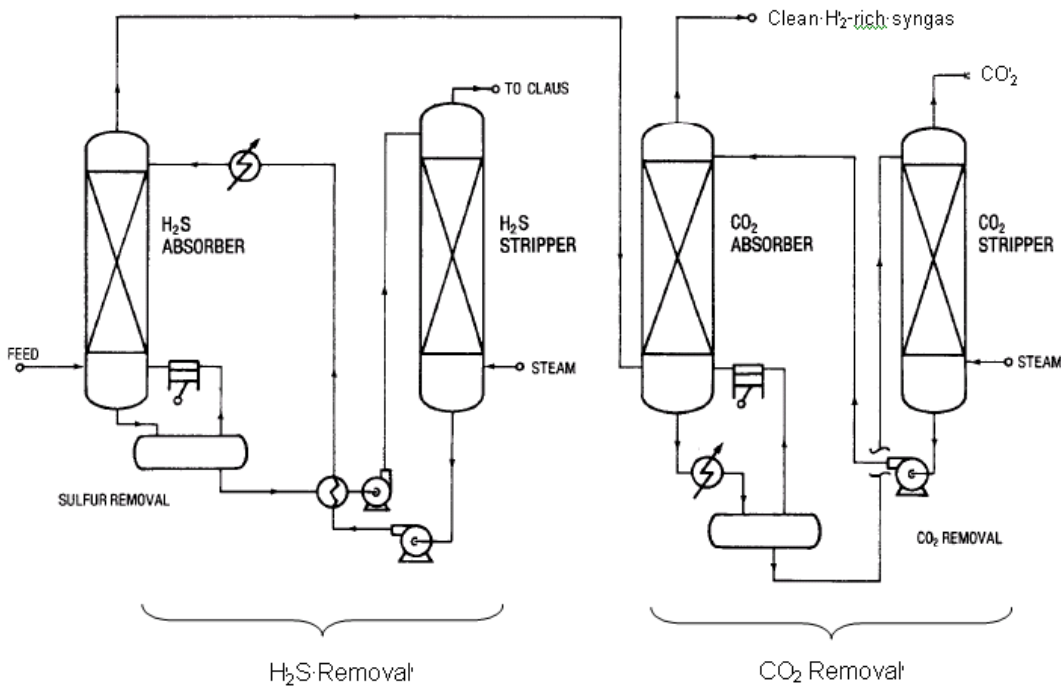 Clean H₂-rich syngas
CO₂
TO CLAUS
H₂S
ABSORBER
H₂S
STRIPPER
CO₂
ABSORBER
CO₂
STRIPPER
FEED
STEAM
STEAM
SULFUR REMOVAL
CO₂ REMOVAL
H₂S Removal
CO₂ Removal